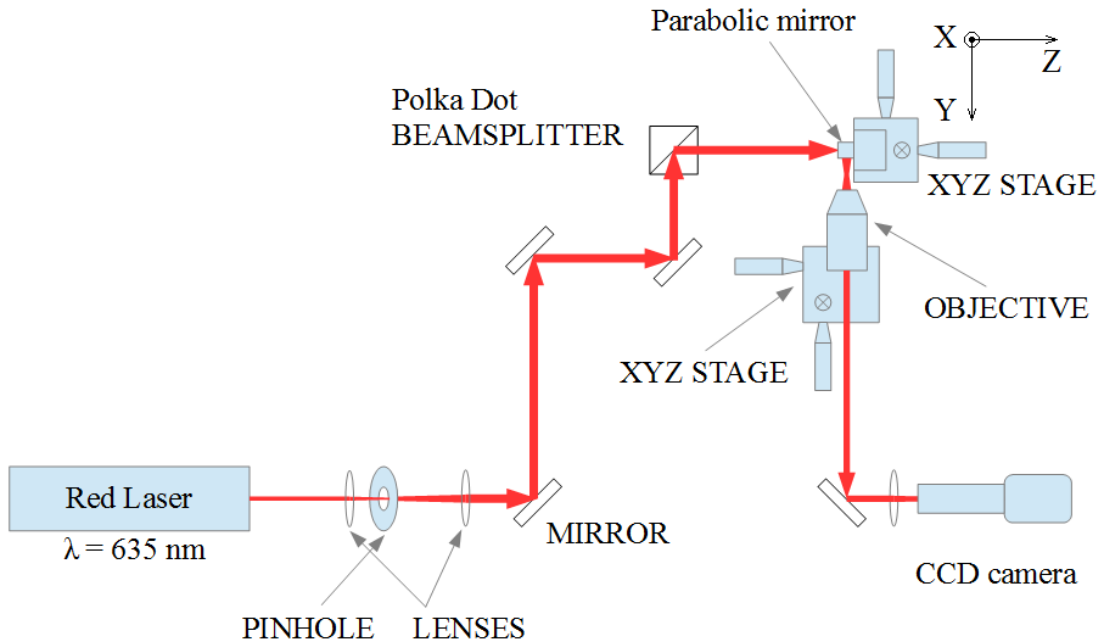 Parabolic mirror
X
Z
Y
Polka Dot
BEAMSPLITTER
XYZ STAGE
OBJECTIVE
XYZ STAGE
Red Laser
λ = 635 nm
MIRROR
CCD camera
PINHOLE
LENSES